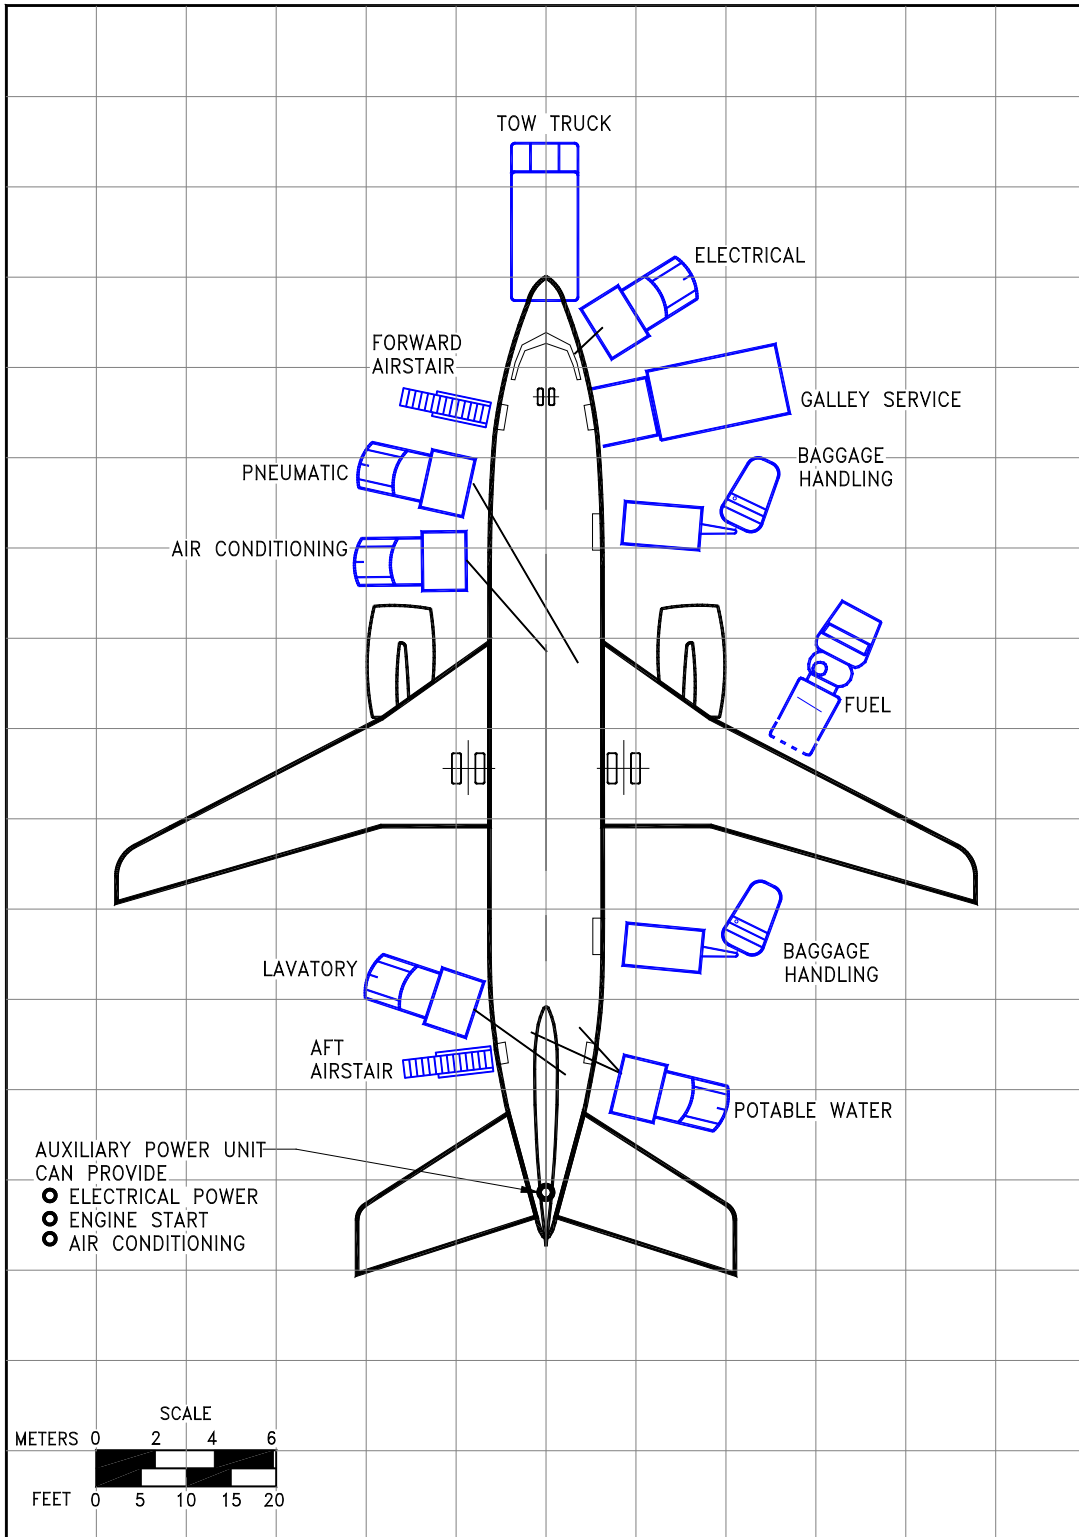 TOW TRUCK
ELECTRICAL
FORWARD
AIRSTAIR
GALLEY SERVICE
BAGGAGE
HANDLING
PNEUMATIC
AIR CONDITIONING
FUEL
LAVATORY
BAGGAGE
HANDLING
AFT
AIRSTAIR
POTABLE WATER
AUXILIARY POWER UNIT
CAN PROVIDE
ELECTRICAL POWER
ENGINE START
AIR CONDITIONING
SCALE
METERS 0 2 4 6
FEET 0 5 10 15 20